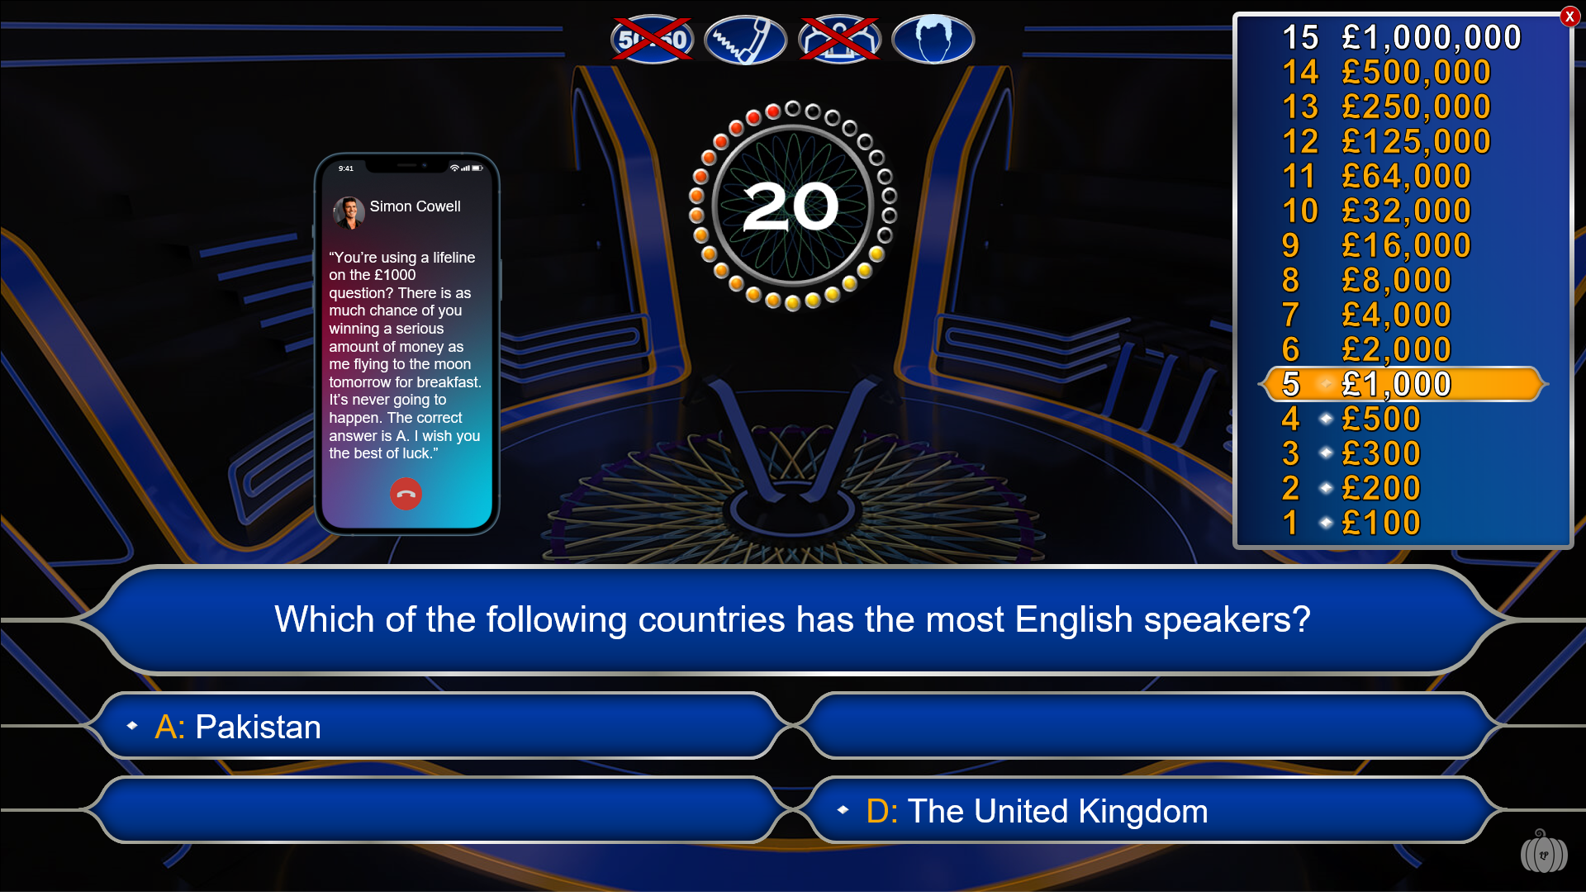 50:50
X
15 £1,000,000
14 £500,000
13 £250,000
12 £125,000
11 £64,000
10 £32,000
9 £16,000
8 £8,000
7 £4,000
6 £2,000
5 £1,000
4 £500
3 £300
2 £200
1 £100
20
9:41
Simon Cowell
“You’re using a lifeline
on the £1000
question? There is as
much chance of you
winning a serious
amount of money as
me flying to the moon
tomorrow for breakfast.
It’s never going to
happen. The correct
answer is A. I wish you
the best of luck.”
Which of the following countries has the most English speakers?
A: Pakistan
D: The United Kingdom